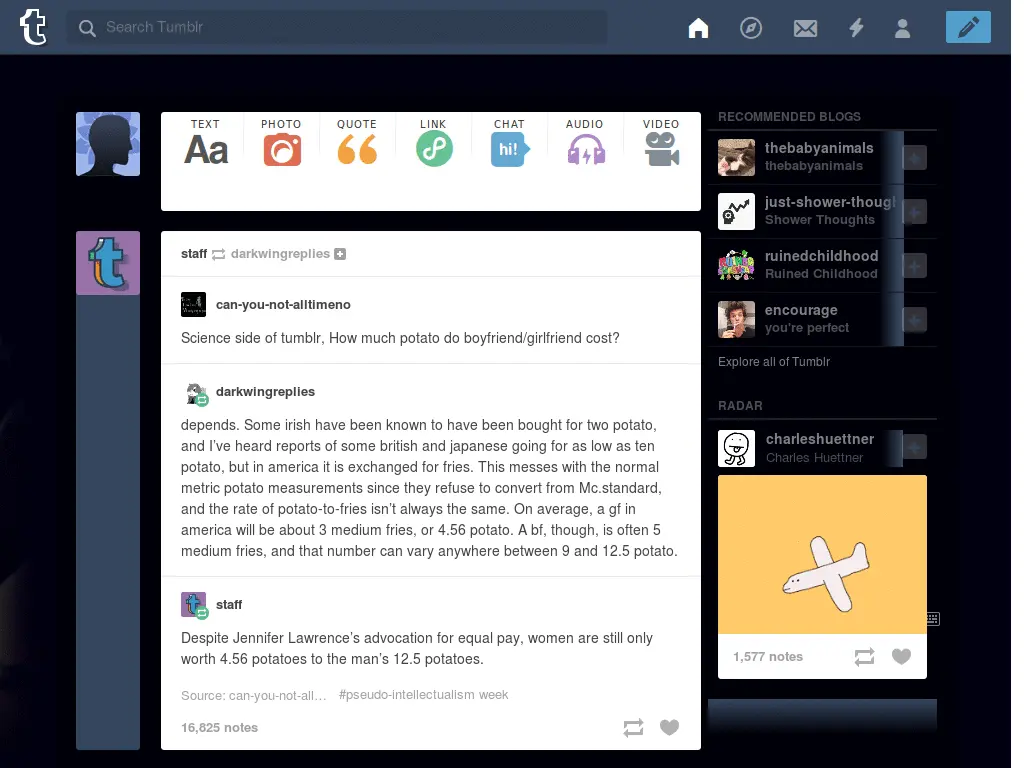 Search Tumblr
TEXT PHOTO QUOTE LINK CHAT AUDIO VIDEO
Aa
hi!
staff darkwingreplies
can-you-not-alltimeno
Science side of tumblr, How much potato do boyfriend/girlfriend cost?
darkwingreplies
depends. Some irish have been known to have been bought for two potato,
and I've heard reports of some british and japanese going for as low as ten
potato, but in america it is exchanged for fries. This messes with the normal
metric potato measurements since they refuse to convert from Mc.standard,
and the rate of potato-to-fries isn't always the same. On average, a gf in
america will be about 3 medium fries, or 4.56 potato. A bf, though, is often 5
medium fries, and that number can vary anywhere between 9 and 12.5 potato.
staff
Despite Jennifer Lawrence's advocation for equal pay, women are still only
worth 4.56 potatoes to the man's 12.5 potatoes.
Source: can-you-not-all… #pseudo-intellectualism week
16,825 notes
RECOMMENDED BLOGS
thebabyanimals
thebabyanimals
just-shower-though
Shower Thoughts
ruinedchildhood
Ruined Childhood
encourage
you're perfect
Explore all of Tumblr
RADAR
charleshuettner
Charles Huettner
1,577 notes